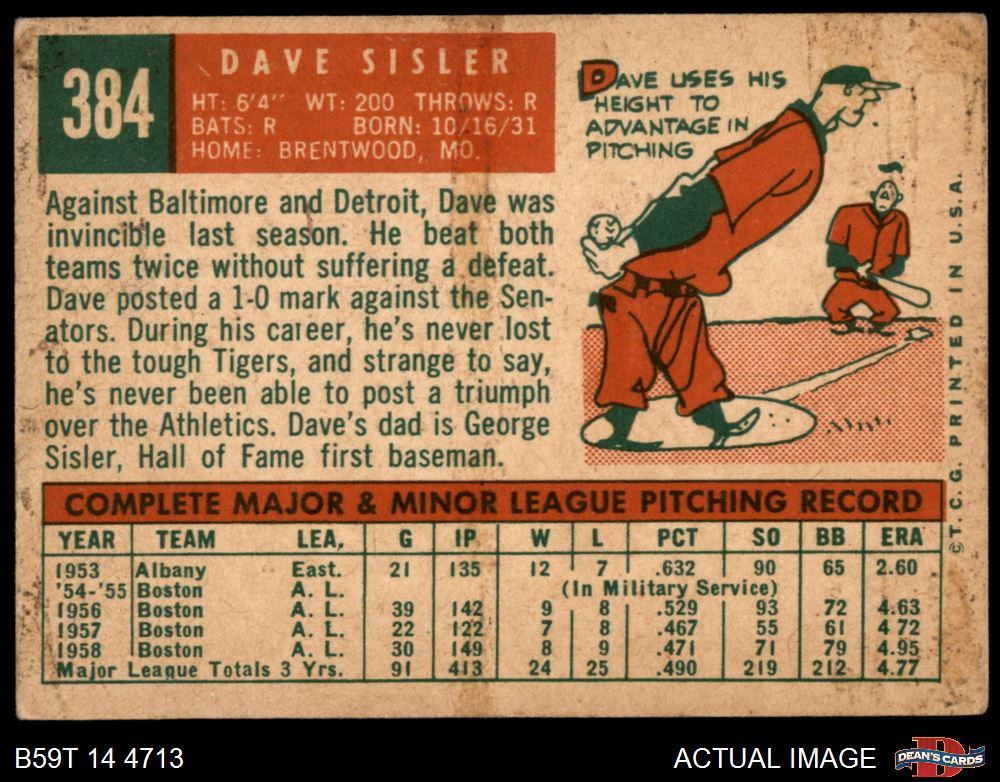 384
DAVE SISLER
HT: 6'4" WT: 200 THROWS: R
BATS: R BORN: 10/16/31
HOME: BRENTWOOD, MO.
DAVE USES HIS
HEIGHT TO
ADVANTAGE IN
PITCHING
Against Baltimore and Detroit, Dave was
invincible last season. He beat both
teams twice without suffering a defeat.
Dave posted a 1-0 mark against the Sen-
ators. During his career, he's never lost
to the tough Tigers, and strange to say,
he's never been able to post a triumph
over the Athletics. Dave's dad is George
Sisler, Hall of Fame first baseman.
©T.C.G. PRINTED IN U.S.A.
COMPLETE MAJOR & MINOR LEAGUE PITCHING RECORD
YEAR TEAM LEA. G IP W L PCT SO BB ERA
1953 Albany East. 21 135 12 7 .632 90 65 2.60
'54-'55 Boston A. L. (In Military Service)
1956 Boston A. L. 39 142 9 8 .529 93 72 4.63
1957 Boston A. L. 22 122 7 8 .467 55 61 4.72
1958 Boston A. L. 30 149 8 9 .471 71 79 4.95
Major League Totals 3 Yrs. 91 413 24 25 .490 219 212 4.77
B59T 14 4713
ACTUAL IMAGE
DEAN'S CARDS